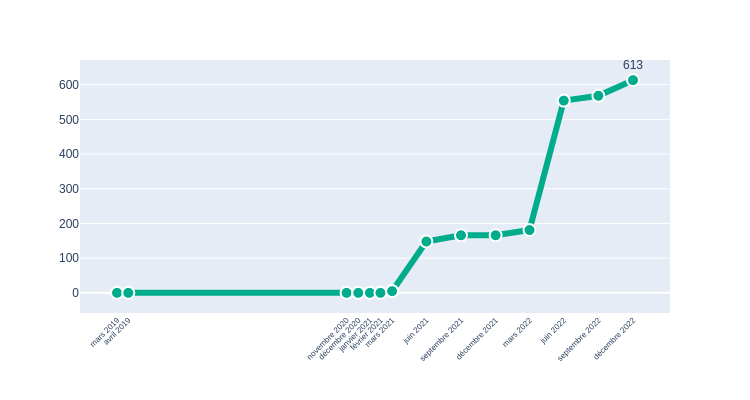 613
600
500
400
300
200
100
0
mars 2019
avril 2019
novembre 2020
décembre 2020
janvier 2021
février 2021
mars 2021
juin 2021
septembre 2021
décembre 2021
mars 2022
juin 2022
septembre 2022
décembre 2022